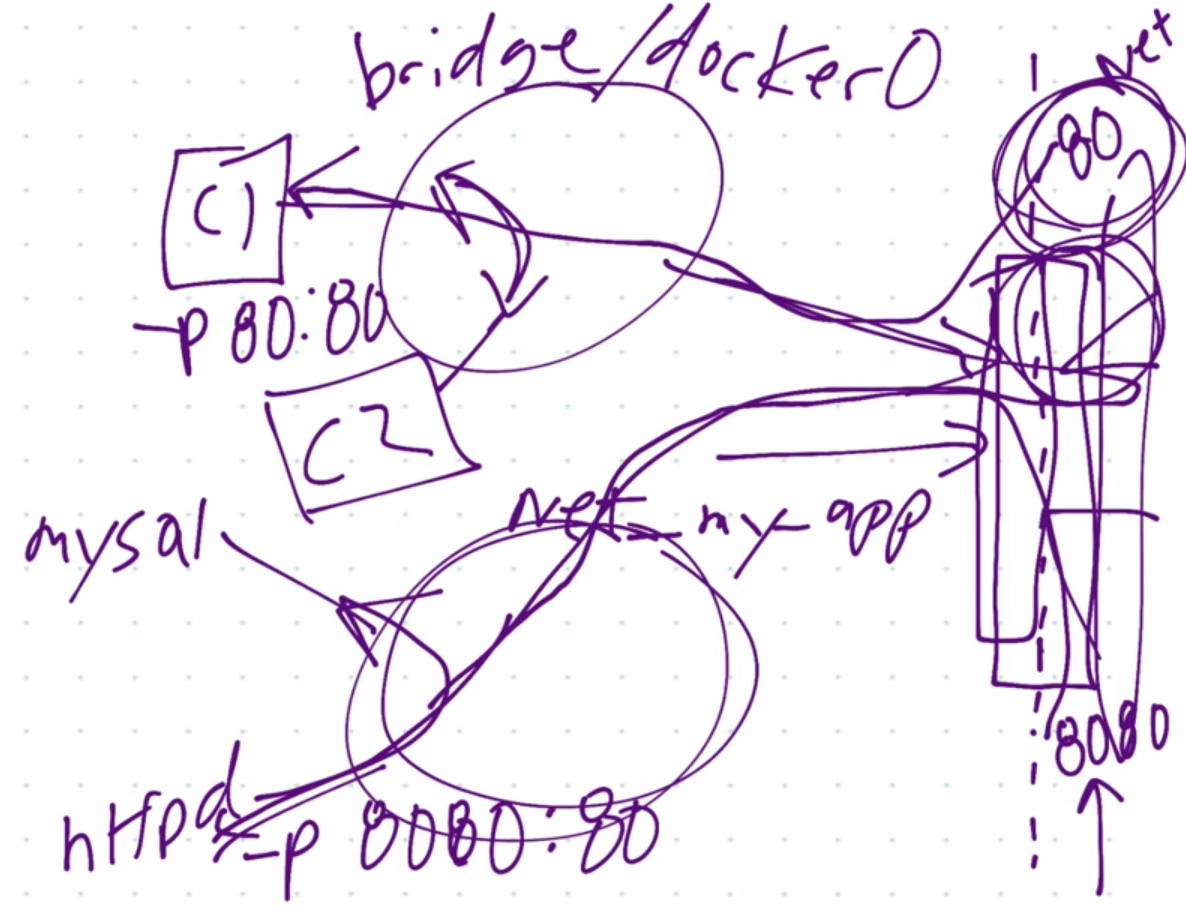 bridge/docker0
Net
80
C1
-p 80:80
C2
Net my-app
mysql
8080
httpd
-p 8080:80